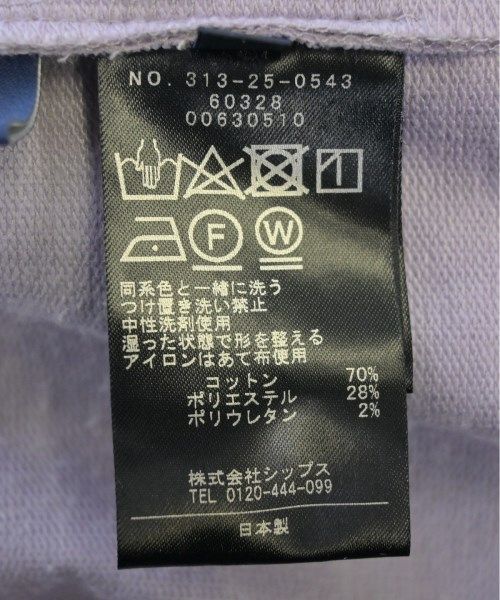 NO. 313-25-0543
60328
00630510
F
W
同系色と一緒に洗う
つけ置き洗い禁止
中性洗剤使用
湿った状態で形を整える
アイロンはあて布使用
コットン 70%
ポリエステル 28%
ポリウレタン 2%
株式会社シップス
TEL 0120-444-099
日本製